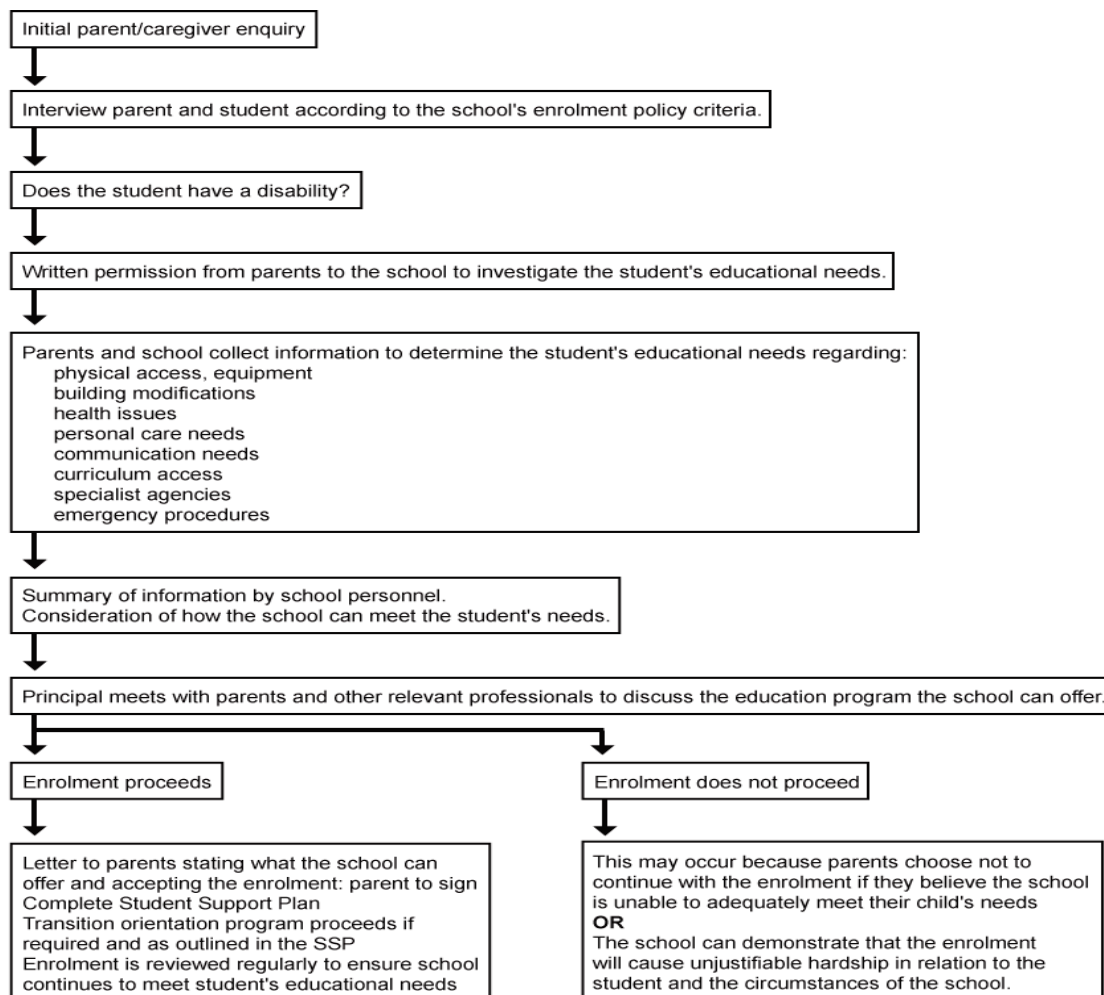 Initial parent/caregiver enquiry
Interview parent and student according to the school's enrolment policy criteria.
Does the student have a disability?
Written permission from parents to the school to investigate the student's educational needs.
Parents and school collect information to determine the student's educational needs regarding:
physical access, equipment
building modifications
health issues
personal care needs
communication needs
curriculum access
specialist agencies
emergency procedures
Summary of information by school personnel.
Consideration of how the school can meet the student's needs.
Principal meets with parents and other relevant professionals to discuss the education program the school can offer.
Enrolment proceeds
Enrolment does not proceed
Letter to parents stating what the school can
offer and accepting the enrolment: parent to sign
Complete Student Support Plan
Transition orientation program proceeds if
required and as outlined in the SSP
Enrolment is reviewed regularly to ensure school
continues to meet student's educational needs
This may occur because parents choose not to
continue with the enrolment if they believe the school
is unable to adequately meet their child's needs
OR
The school can demonstrate that the enrolment
will cause unjustifiable hardship in relation to the
student and the circumstances of the school.